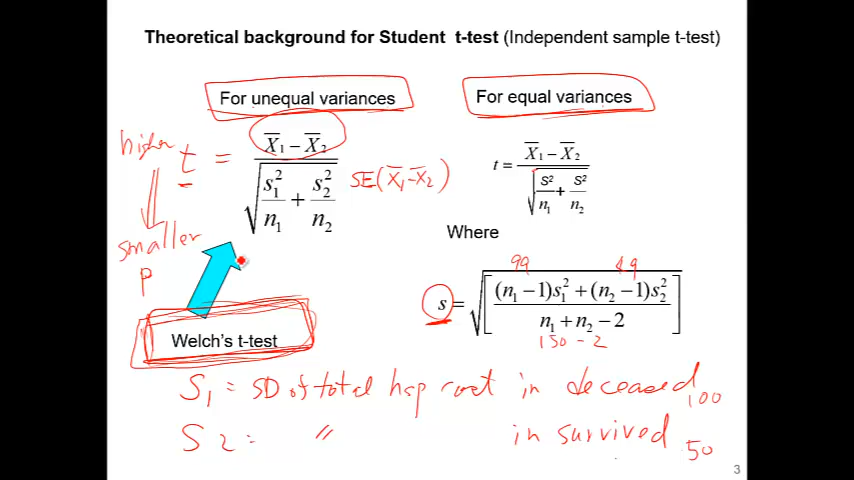 Theoretical background for Student t-test (Independent sample t-test)
For unequal variances
For equal variances
higher
t = (X̅₁ − X̅₂) / √(s₁²/n₁ + s₂²/n₂)
SE(X̅₁-X̅₂)
smaller
p
t = (X̅₁ − X̅₂) / √(s²/n₁ + s²/n₂)
Where
99 49
s = √[((n₁ −1)s₁² + (n₂ −1)s₂²) / (n₁ + n₂ − 2)]
150 - 2
Welch's t-test
S₁ = SD of total hsp cost in deceased 100
S2 = 〃 in survived 50
3